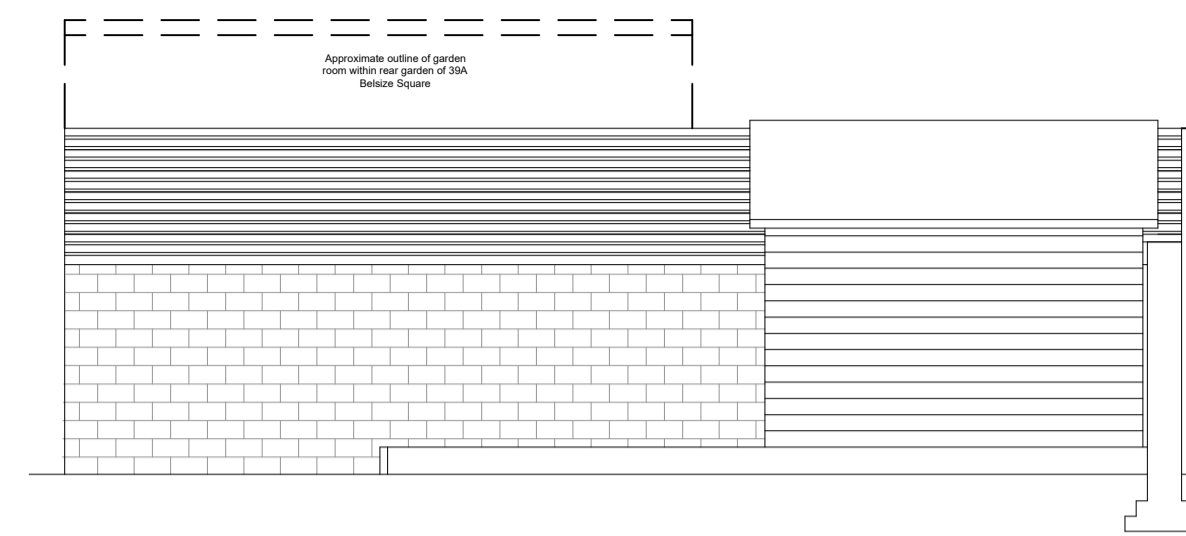 Approximate outline of garden
room within rear garden of 39A
Belsize Square